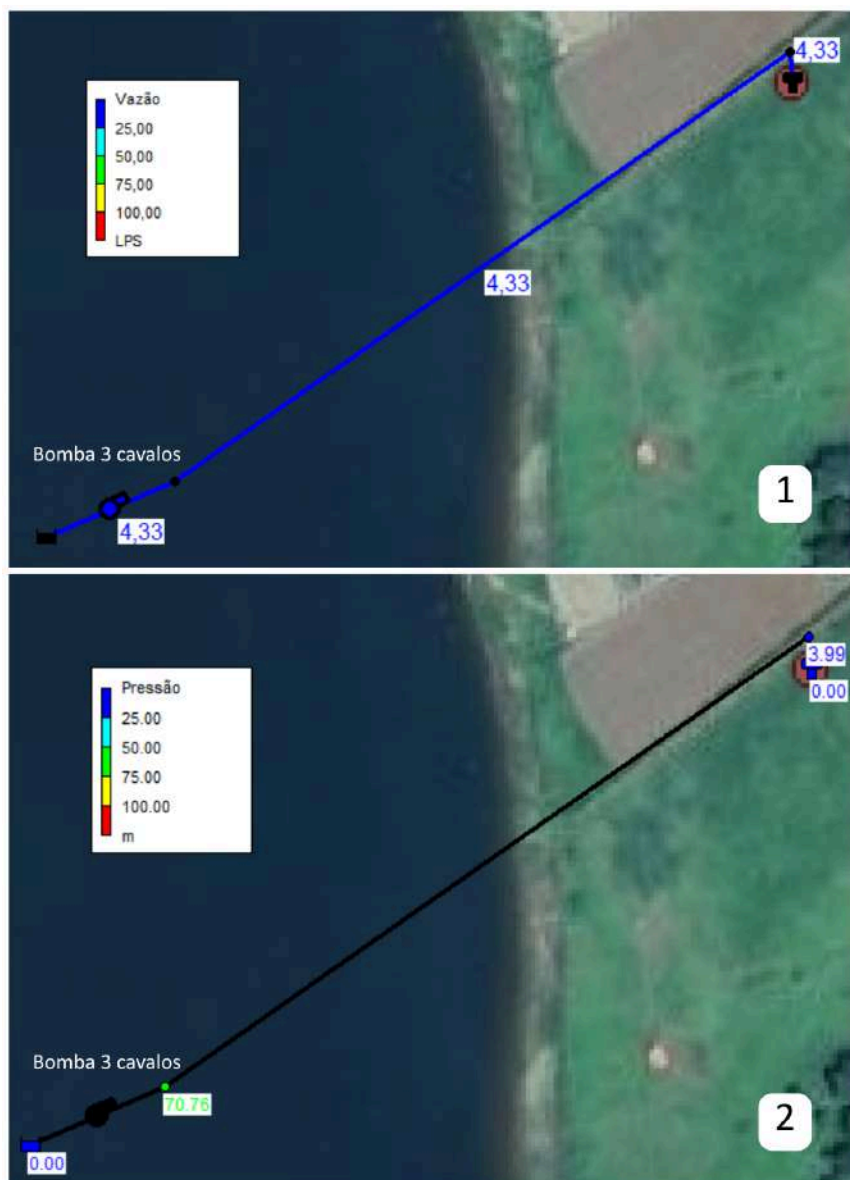 Vazão
25,00
50,00
75,00
100,00
LPS
4,33
4,33
Bomba 3 cavalos
4,33
1
Pressão
25.00
50.00
75.00
100.00
m
3.99
0.00
Bomba 3 cavalos
70.76
0.00
2